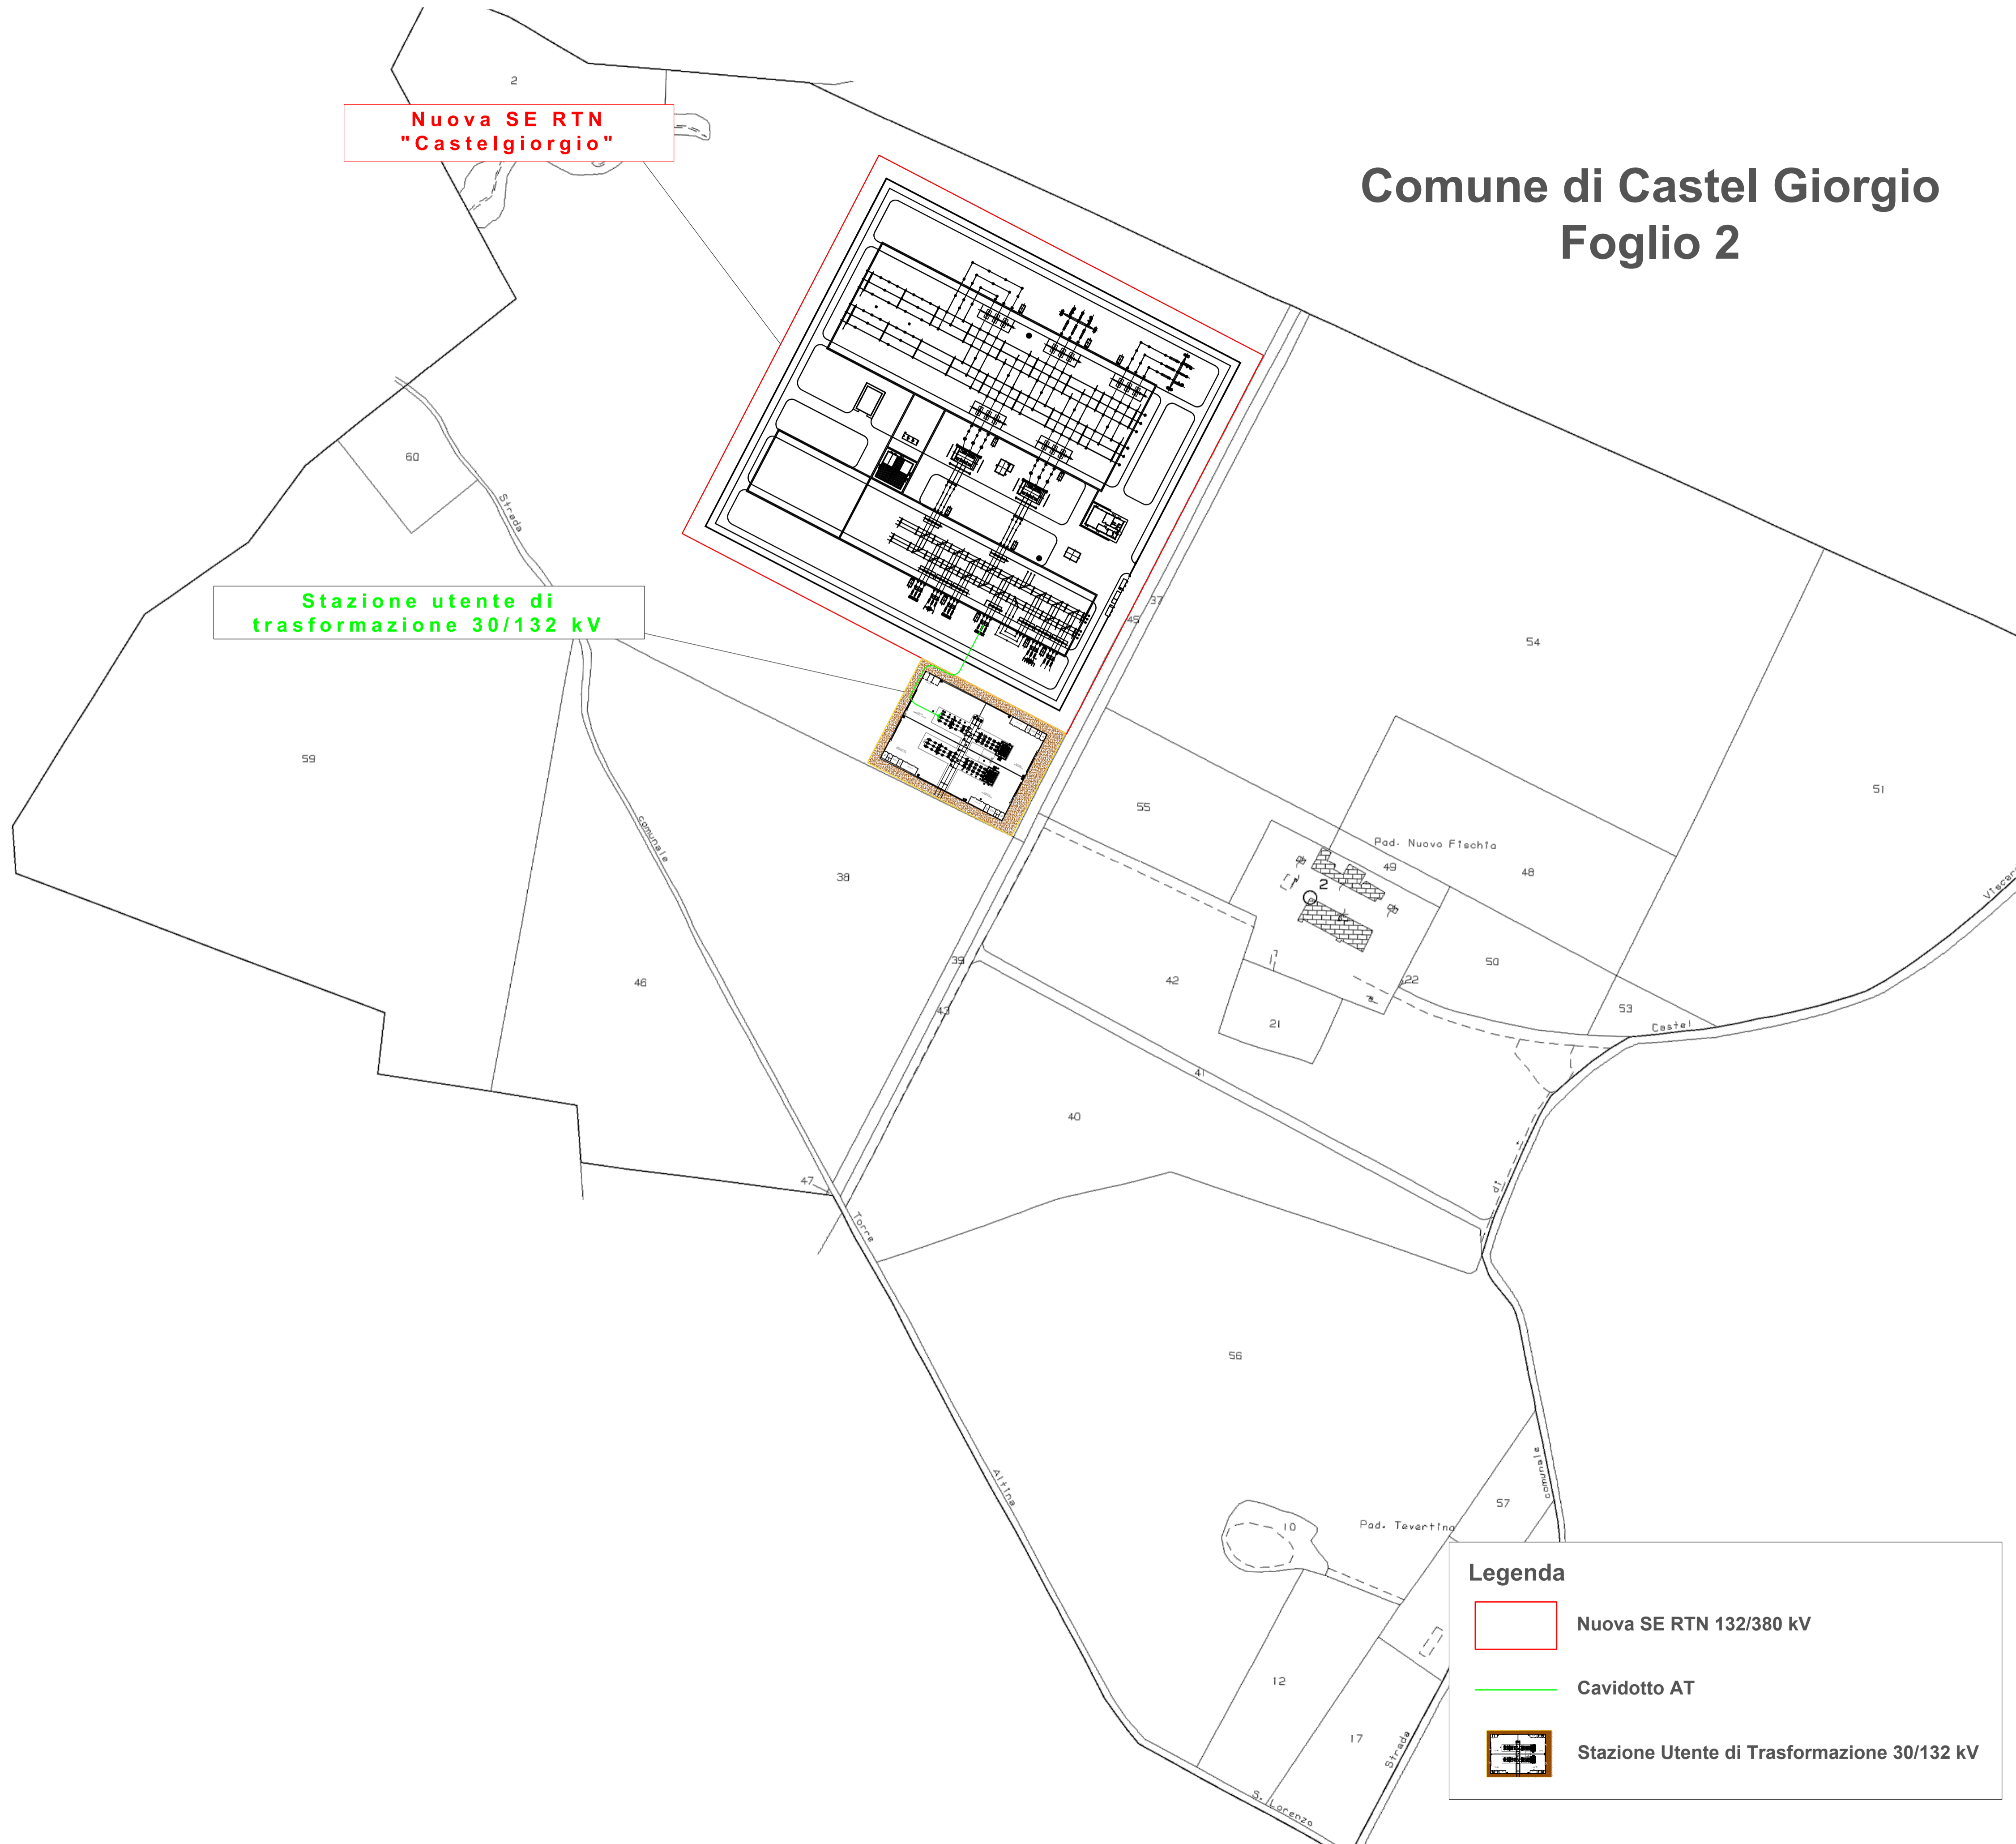 2
Nuova SE RTN
"Castelgiorgio"
Comune di Castel Giorgio
Foglio 2
60
Strada
Stazione utente di
trasformazione 30/132 kV
37
45
54
59
51
55
comunale
Pad. Nuovo Fischio
49
48
38
2
39
50
46
42
22
43
21
53
Castel
41
40
di
47
Torre
56
comunale
Altina
57
10
Pad. Tevertino
Legenda
Nuova SE RTN 132/380 kV
12
Cavidotto AT
17
Strada
Stazione Utente di Trasformazione 30/132 kV
S. Lorenzo